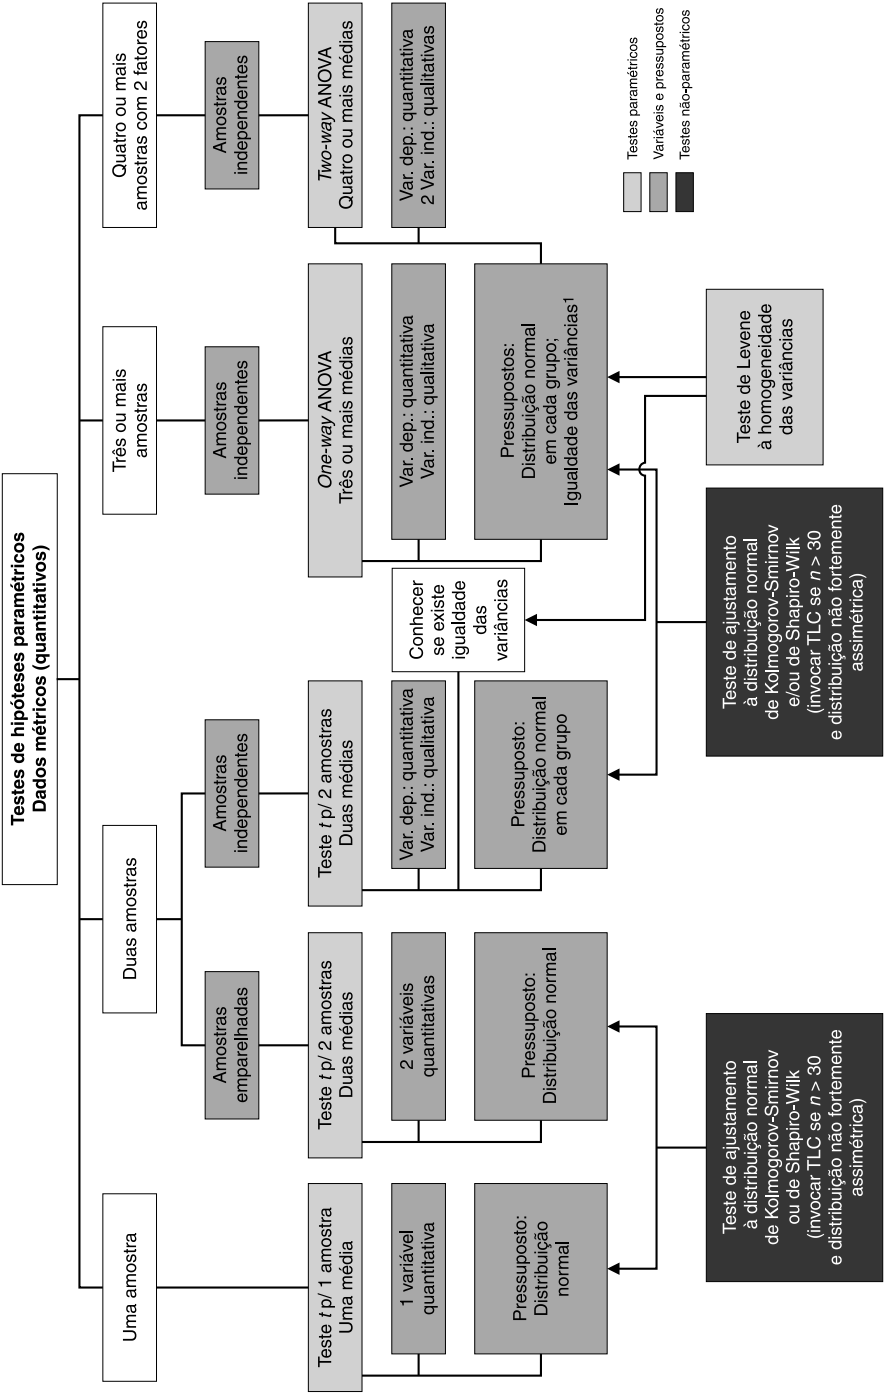 Testes de hipóteses paramétricos
Dados métricos (quantitativos)
Uma amostra
Duas amostras
Três ou mais
amostras
Quatro ou mais
amostras com 2 fatores
Amostras
emparelhadas
Amostras
independentes
Amostras
independentes
Amostras
independentes
Teste t p/ 1 amostra
Uma média
Teste t p/ 2 amostras
Duas médias
Teste t p/ 2 amostras
Duas médias
One-way ANOVA
Três ou mais médias
Two-way ANOVA
Quatro ou mais médias
1 variável
quantitativa
2 variáveis
quantitativas
Var. dep.: quantitativa
Var. ind.: qualitativa
Conhecer
se existe
igualdade
das
variâncias
Var. dep.: quantitativa
Var. ind.: qualitativa
Var. dep.: quantitativa
2 Var. ind.: qualitativas
Pressuposto:
Distribuição
normal
Pressuposto:
Distribuição normal
Pressuposto:
Distribuição normal
em cada grupo
Pressupostos:
Distribuição normal
em cada grupo;
Igualdade das variâncias¹
Teste de ajustamento
à distribuição normal
de Kolmogorov-Smirnov
ou de Shapiro-Wilk
(invocar TLC se n > 30
e distribuição não fortemente
assimétrica)
Teste de ajustamento
à distribuição normal
de Kolmogorov-Smirnov
e/ou de Shapiro-Wilk
(invocar TLC se n > 30
e distribuição não fortemente
assimétrica)
Teste de Levene
à homogeneidade
das variâncias
Testes paramétricos
Variáveis e pressupostos
Testes não-paramétricos